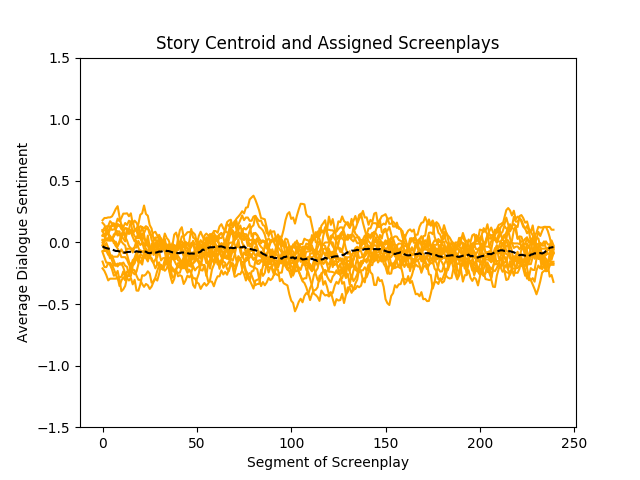 Story Centroid and Assigned Screenplays
1.5
1.0
0.5
0.0
−0.5
−1.0
−1.5
Average Dialogue Sentiment
0 50 100 150 200 250
Segment of Screenplay